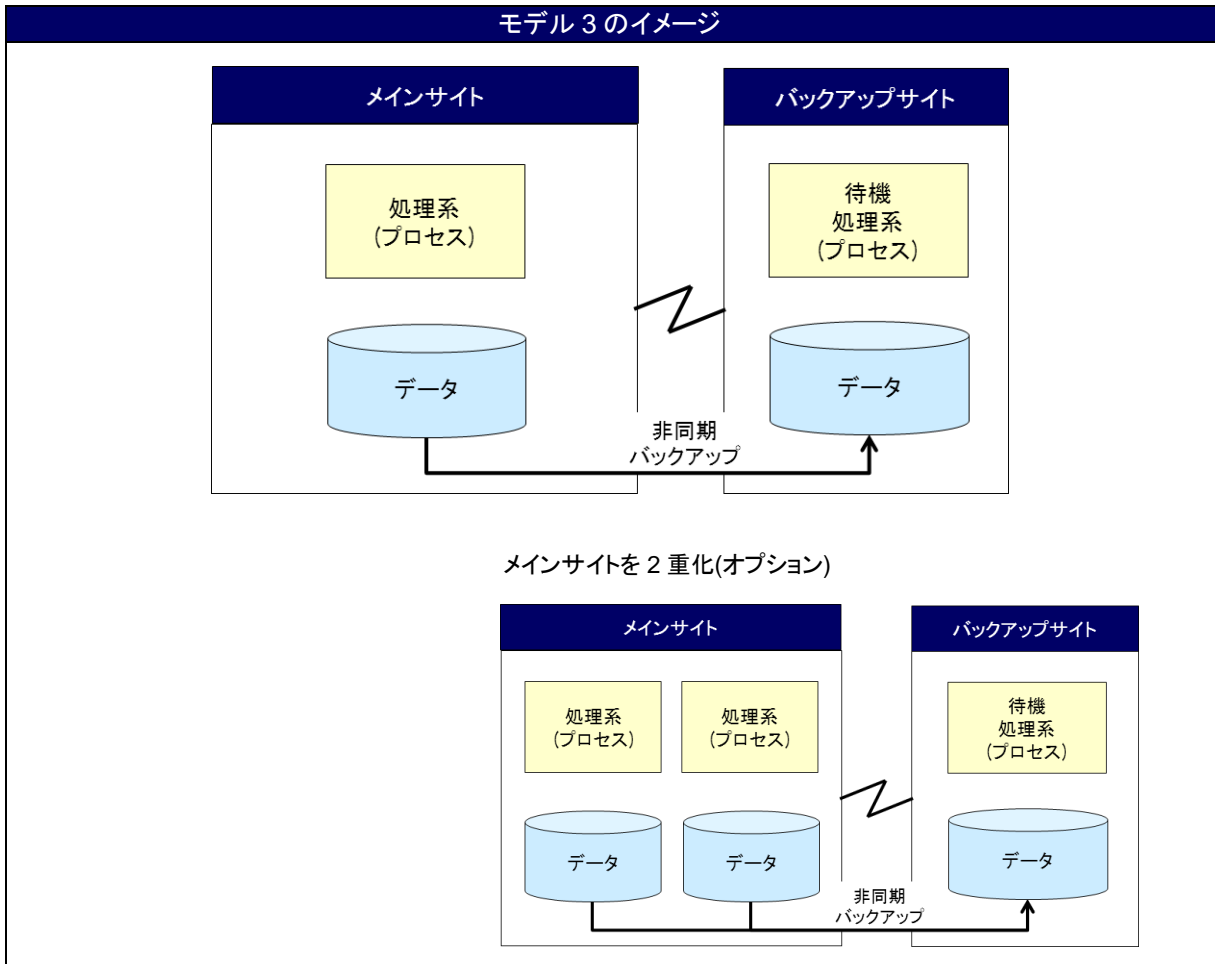 モデル 3 のイメージ
メインサイト
バックアップサイト
処理系
(プロセス)
待機
処理系
(プロセス)
データ
データ
非同期
バックアップ
メインサイトを 2 重化(オプション)
メインサイト
バックアップサイト
処理系
(プロセス)
処理系
(プロセス)
待機
処理系
(プロセス)
データ
データ
データ
非同期
バックアップ